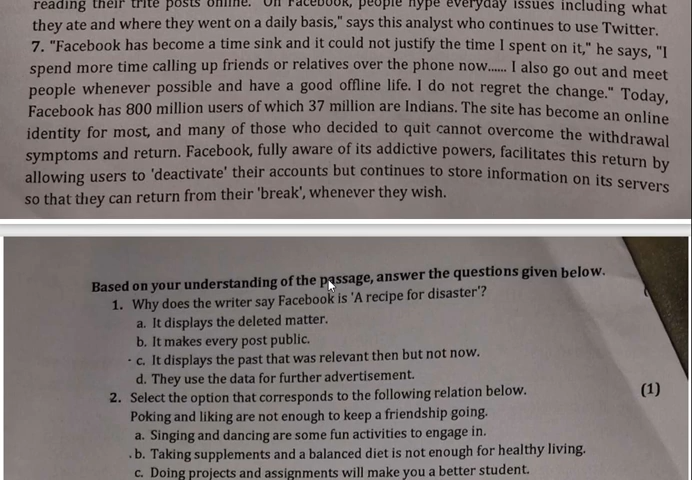 reading their trite posts online. "On Facebook, people hype everyday issues including what
they ate and where they went on a daily basis," says this analyst who continues to use Twitter.
7. "Facebook has become a time sink and it could not justify the time I spent on it," he says, "I
spend more time calling up friends or relatives over the phone now...... I also go out and meet
people whenever possible and have a good offline life. I do not regret the change." Today,
Facebook has 800 million users of which 37 million are Indians. The site has become an online
identity for most, and many of those who decided to quit cannot overcome the withdrawal
symptoms and return. Facebook, fully aware of its addictive powers, facilitates this return by
allowing users to 'deactivate' their accounts but continues to store information on its servers
so that they can return from their 'break', whenever they wish.
Based on your understanding of the passage, answer the questions given below.
1. Why does the writer say Facebook is 'A recipe for disaster'?
a. It displays the deleted matter.
b. It makes every post public.
c. It displays the past that was relevant then but not now.
d. They use the data for further advertisement.
2. Select the option that corresponds to the following relation below. (1)
Poking and liking are not enough to keep a friendship going.
a. Singing and dancing are some fun activities to engage in.
b. Taking supplements and a balanced diet is not enough for healthy living.
c. Doing projects and assignments will make you a better student.